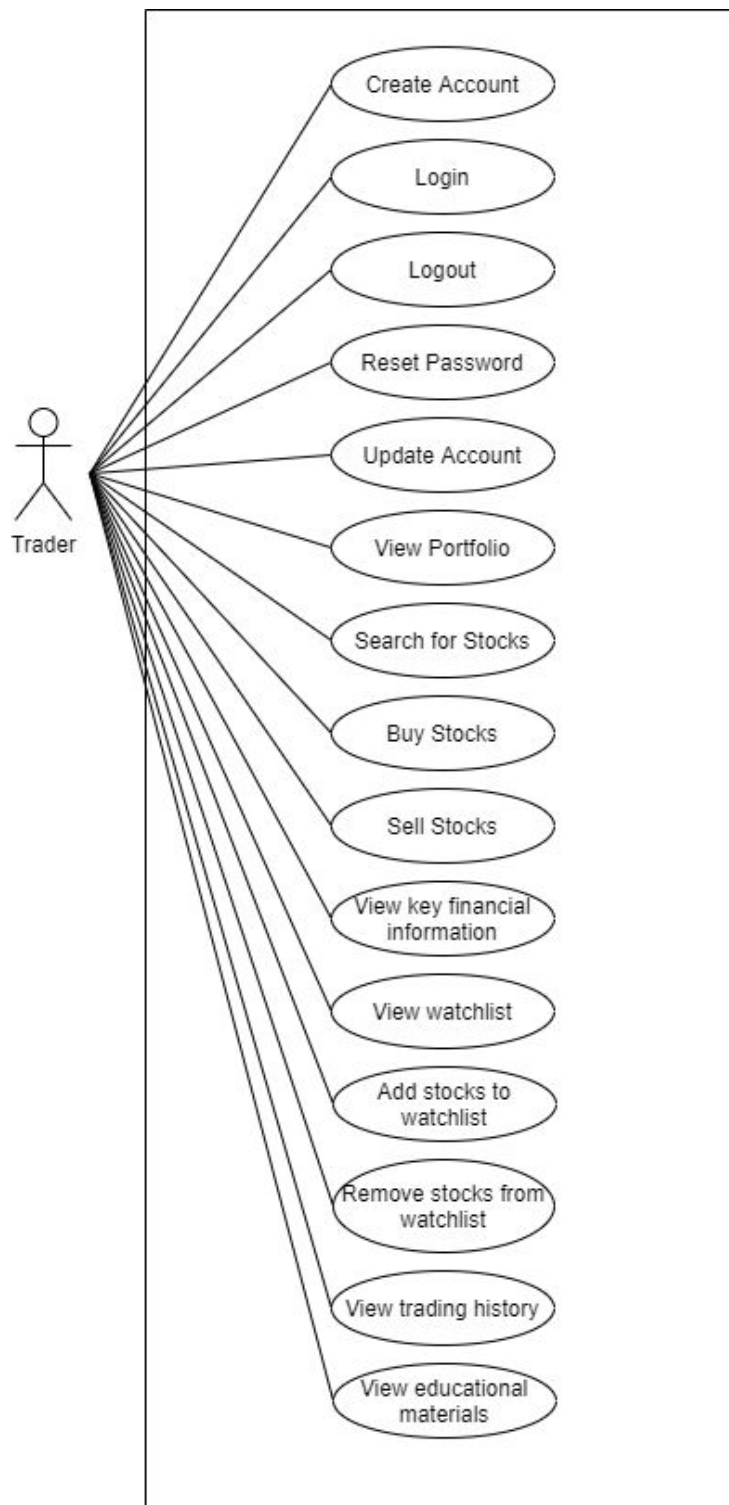 Create Account
Login
Logout
Reset Password
Update Account
Trader
View Portfolio
Search for Stocks
Buy Stocks
Sell Stocks
View key financial
information
View watchlist
Add stocks to
watchlist
Remove stocks from
watchlist
View trading history
View educational
materials